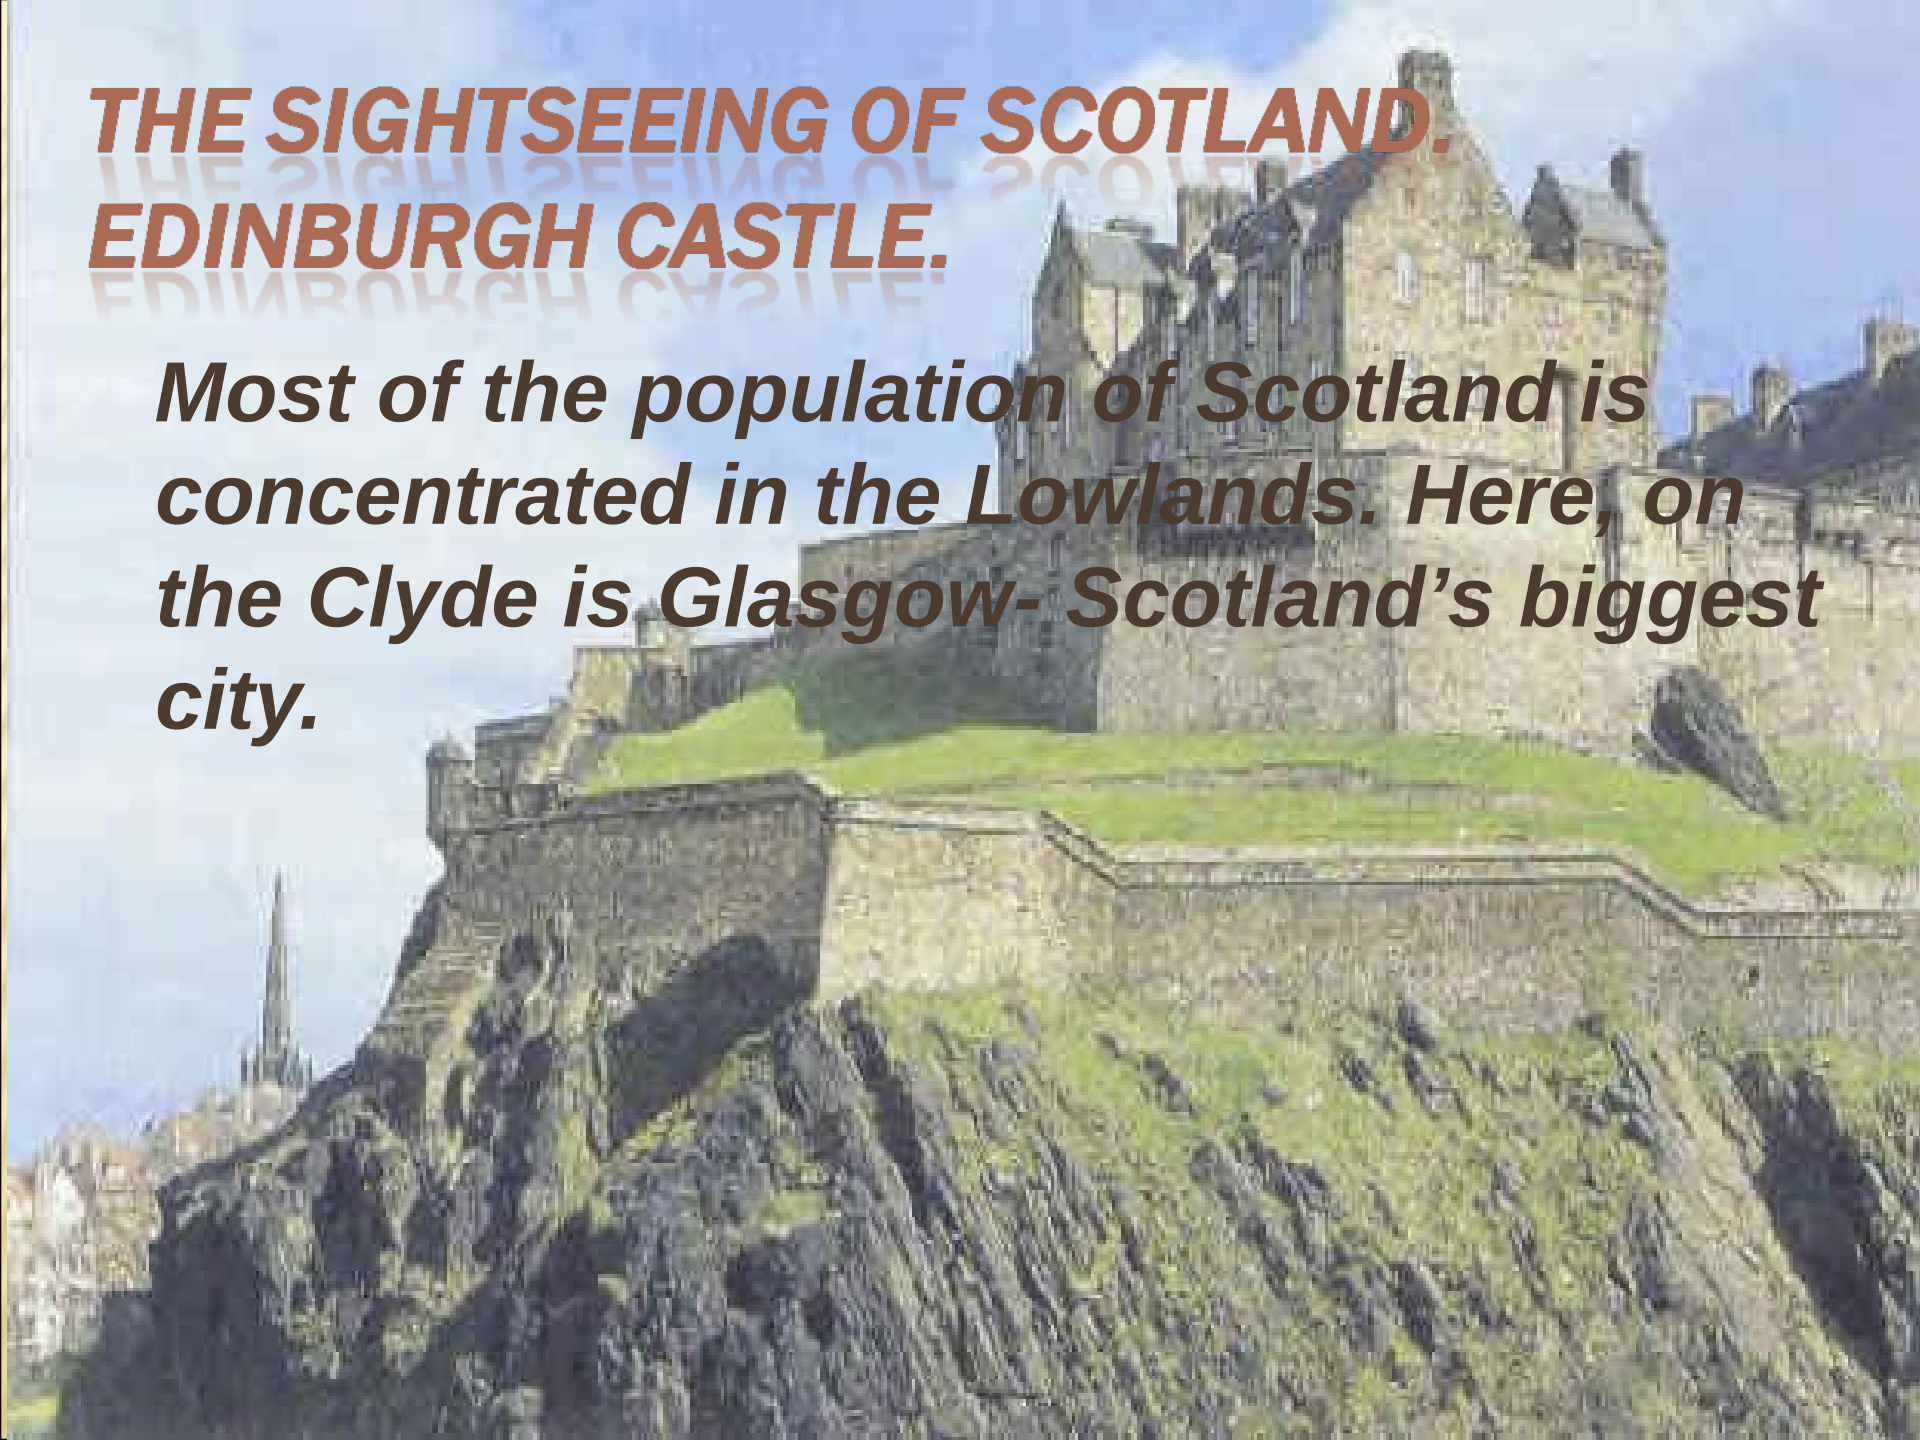 THE SIGHTSEEING OF SCOTLAND.
EDINBURGH CASTLE.
Most of the population of Scotland is
concentrated in the Lowlands. Here, on
the Clyde is Glasgow- Scotland’s biggest
city.